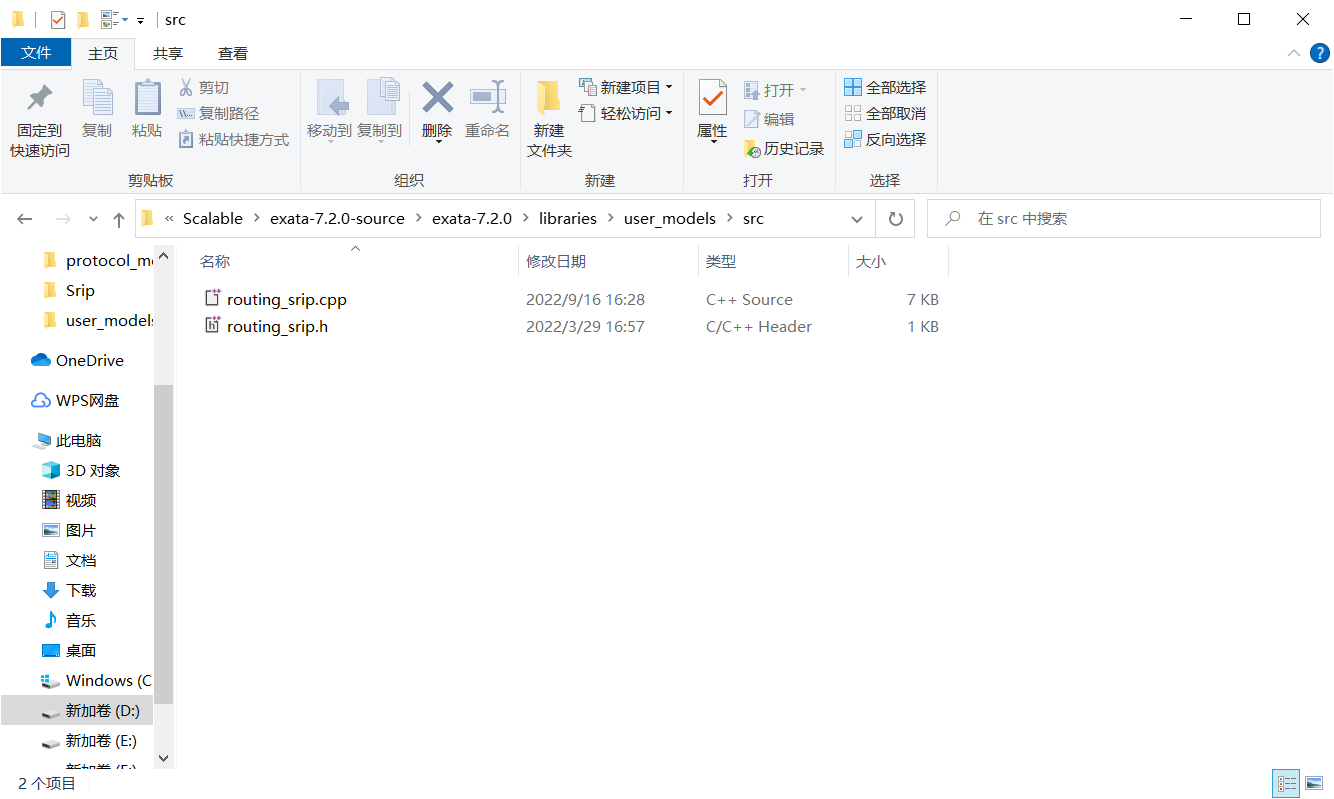 src
文件 主页 共享 查看 ?
固定到
快速访问
复制
粘贴
剪切
复制路径
粘贴快捷方式
剪贴板
移动到
复制到
删除
重命名
组织
新建
文件夹
新建项目
轻松访问
新建
属性
打开
编辑
历史记录
打开
全部选择
全部取消
反向选择
选择
« Scalable > exata-7.2.0-source > exata-7.2.0 > libraries > user_models > src
在 src 中搜索
protocol_m
Srip
user_models
OneDrive
WPS网盘
此电脑
3D 对象
视频
图片
文档
下载
音乐
桌面
Windows (C
新加卷 (D:)
新加卷 (E:)
新加卷 (F:)
名称 修改日期 类型 大小
routing_srip.cpp 2022/9/16 16:28 C++ Source 7 KB
routing_srip.h 2022/3/29 16:57 C/C++ Header 1 KB
2 个项目